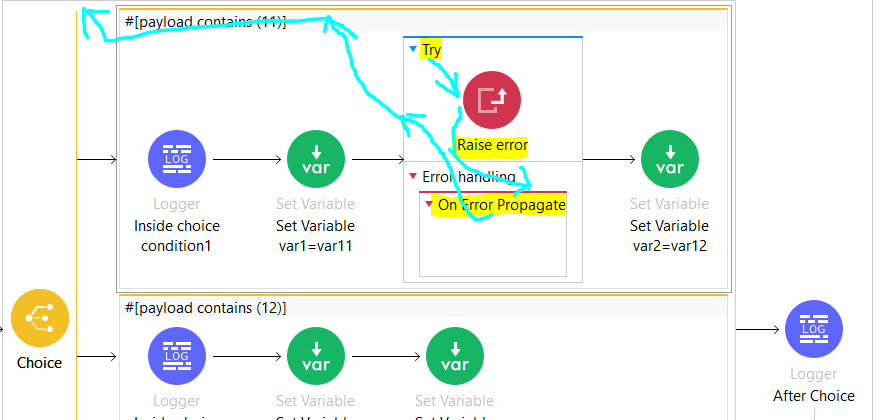 #[payload contains (11)]
Try
Raise error
Error handling
On Error Propagate
LOG
Logger
Inside choice
condition1
var
Set Variable
Set Variable
var1=var11
var
Set Variable
Set Variable
var2=var12
Choice
#[payload contains (12)]
LOG
Logger
var
Set Variable
var
Set Variable
LOG
Logger
After Choice